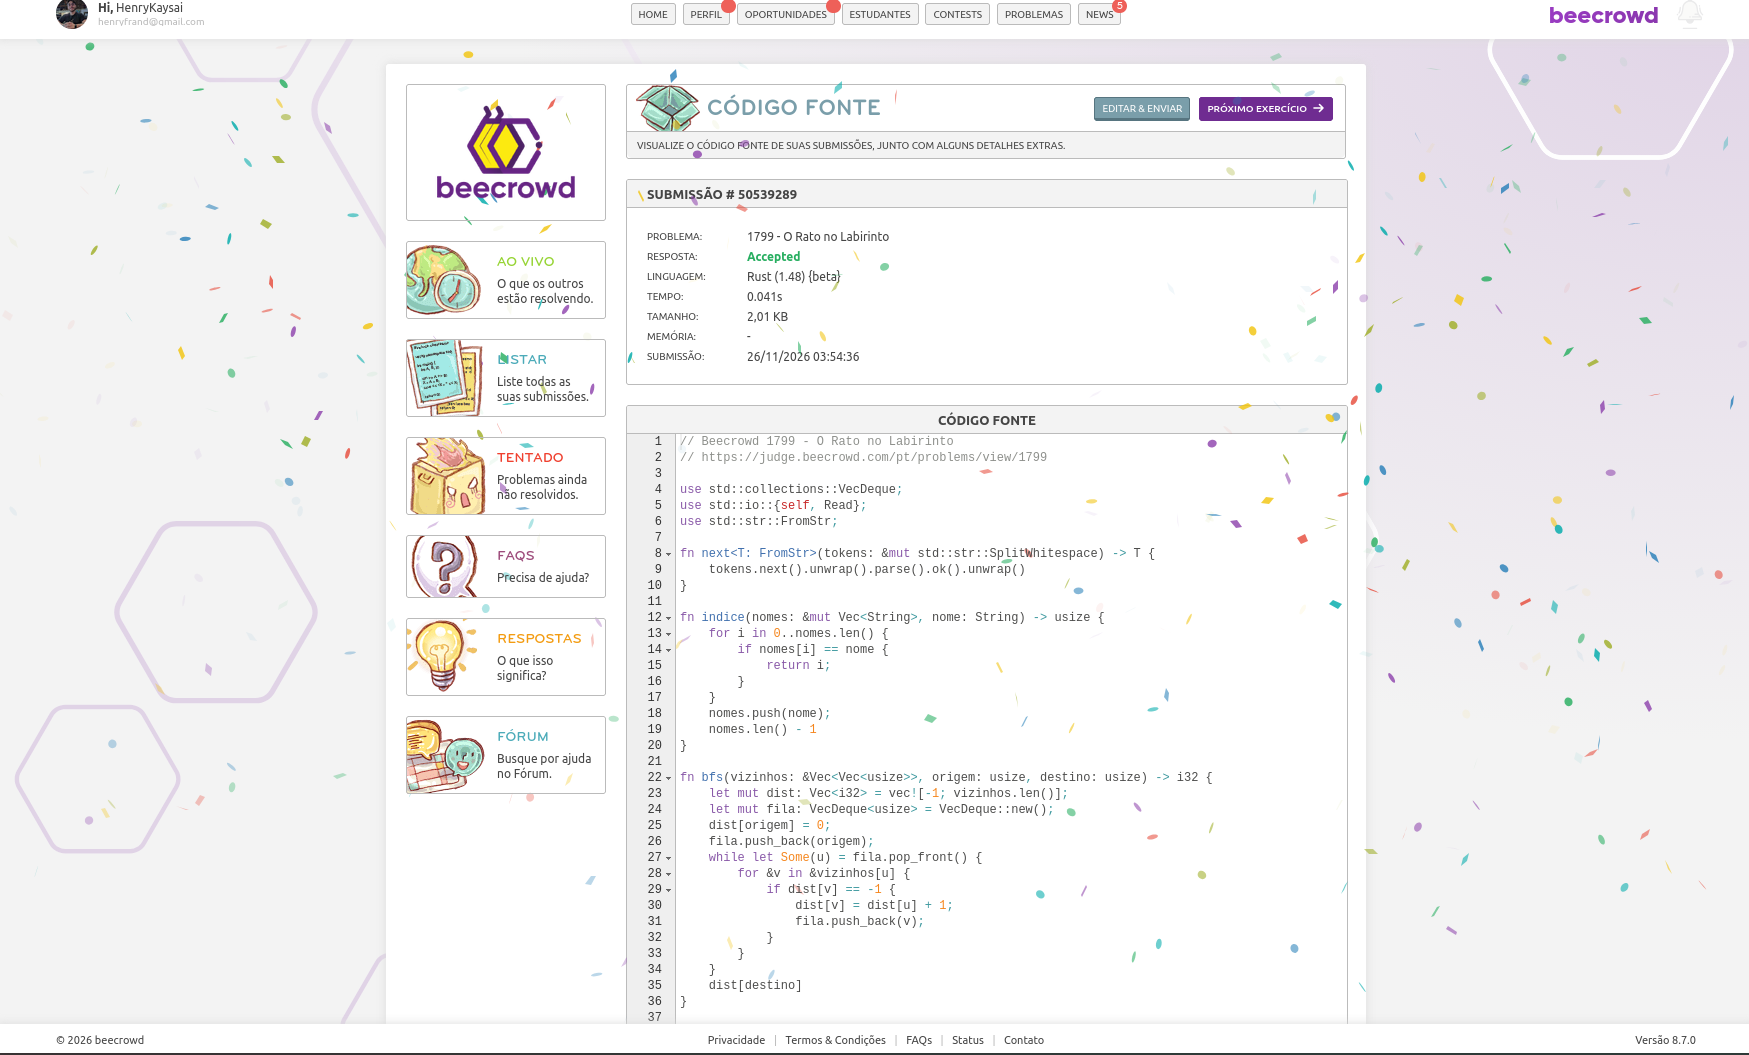 Hi, HenryKaysai
henryfrand@gmail.com
HOME
PERFIL
OPORTUNIDADES
ESTUDANTES
CONTESTS
PROBLEMAS
NEWS
5
beecrowd
beecrowd
AO VIVO
O que os outros
estão resolvendo.
LISTAR
Liste todas as
suas submissões.
TENTADO
Problemas ainda
não resolvidos.
FAQS
Precisa de ajuda?
RESPOSTAS
O que isso
significa?
FÓRUM
Busque por ajuda
no Fórum.
CÓDIGO FONTE
EDITAR & ENVIAR
PRÓXIMO EXERCÍCIO →
VISUALIZE O CÓDIGO FONTE DE SUAS SUBMISSÕES, JUNTO COM ALGUNS DETALHES EXTRAS.
SUBMISSÃO # 50539289
PROBLEMA: 1799 - O Rato no Labirinto
RESPOSTA: Accepted
LINGUAGEM: Rust (1.48) {beta}
TEMPO: 0.041s
TAMANHO: 2,01 KB
MEMÓRIA: -
SUBMISSÃO: 26/11/2026 03:54:36
CÓDIGO FONTE
1 // Beecrowd 1799 - O Rato no Labirinto
2 // https://judge.beecrowd.com/pt/problems/view/1799
3
4 use std::collections::VecDeque;
5 use std::io::{self, Read};
6 use std::str::FromStr;
7
8 fn next<T: FromStr>(tokens: &mut std::str::SplitWhitespace) -> T {
9     tokens.next().unwrap().parse().ok().unwrap()
10 }
11
12 fn indice(nomes: &mut Vec<String>, nome: String) -> usize {
13     for i in 0..nomes.len() {
14         if nomes[i] == nome {
15             return i;
16         }
17     }
18     nomes.push(nome);
19     nomes.len() - 1
20 }
21
22 fn bfs(vizinhos: &Vec<Vec<usize>>, origem: usize, destino: usize) -> i32 {
23     let mut dist: Vec<i32> = vec![-1; vizinhos.len()];
24     let mut fila: VecDeque<usize> = VecDeque::new();
25     dist[origem] = 0;
26     fila.push_back(origem);
27     while let Some(u) = fila.pop_front() {
28         for &v in &vizinhos[u] {
29             if dist[v] == -1 {
30                 dist[v] = dist[u] + 1;
31                 fila.push_back(v);
32             }
33         }
34     }
35     dist[destino]
36 }
37
© 2026 beecrowd
Privacidade | Termos & Condições | FAQs | Status | Contato
Versão 8.7.0